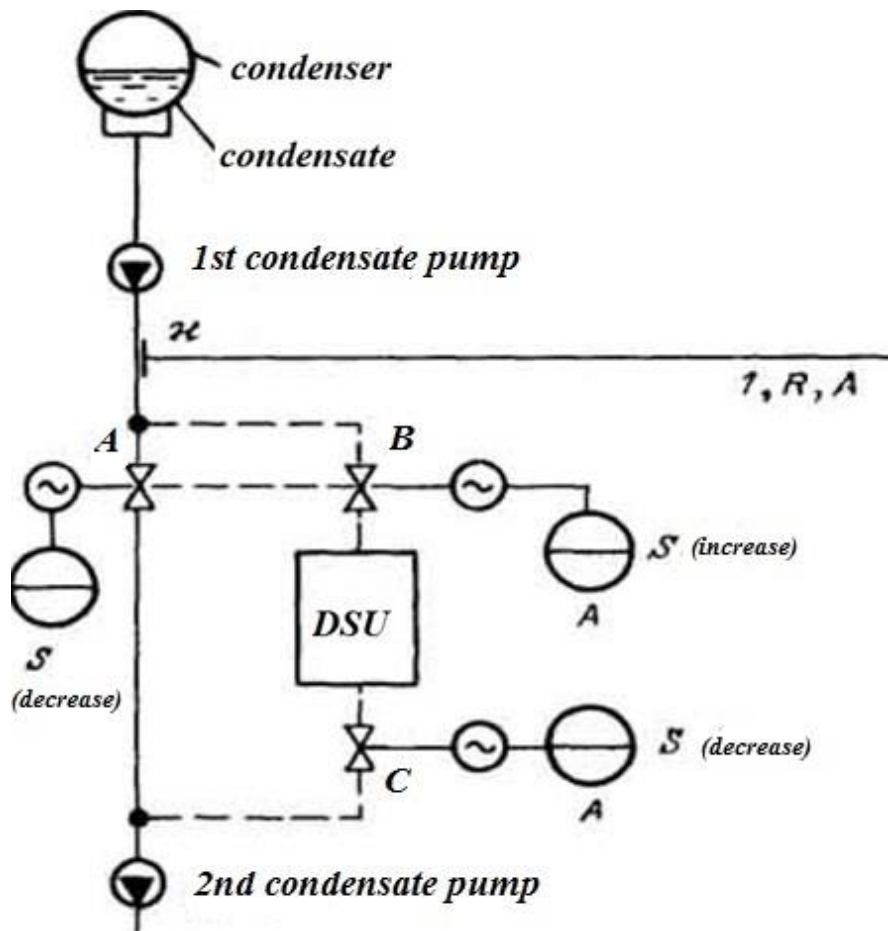 condenser
condensate
1st condensate pump
ϰ
1, R, A
A
B
S (increase)
A
DSU
S
(decrease)
S (decrease)
A
C
2nd condensate pump